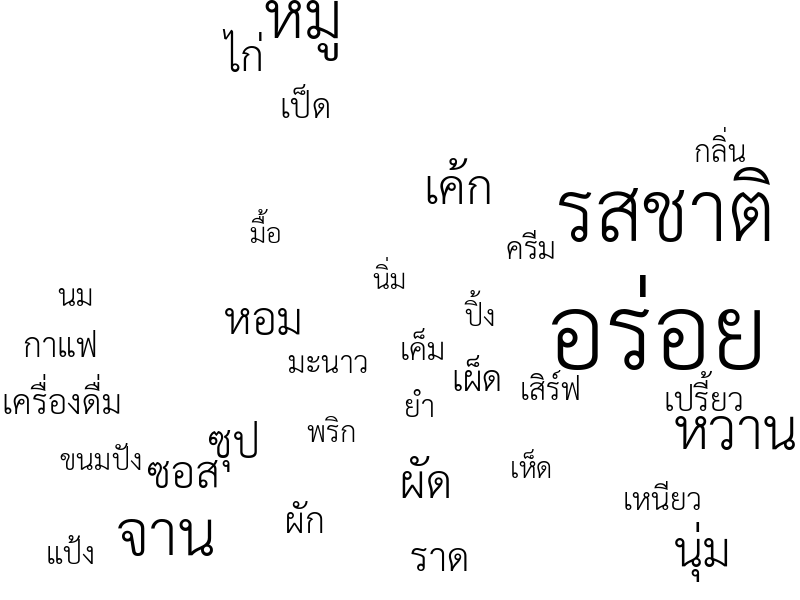 หมู
ไก่
เป็ด
กลิ่น
เค้ก
รสชาติ
มื้อ
ครีม
นิ่ม
นม
ปิ้ง
หอม
อร่อย
กาแฟ
เค็ม
มะนาว
เผ็ด
เสิร์ฟ
เครื่องดื่ม
ยำ
เปรี้ยว
พริก
หวาน
ซุป
ขนมปัง
ซอส
เห็ด
ผัด
เหนียว
ผัก
จาน
แป้ง
ราด
นุ่ม